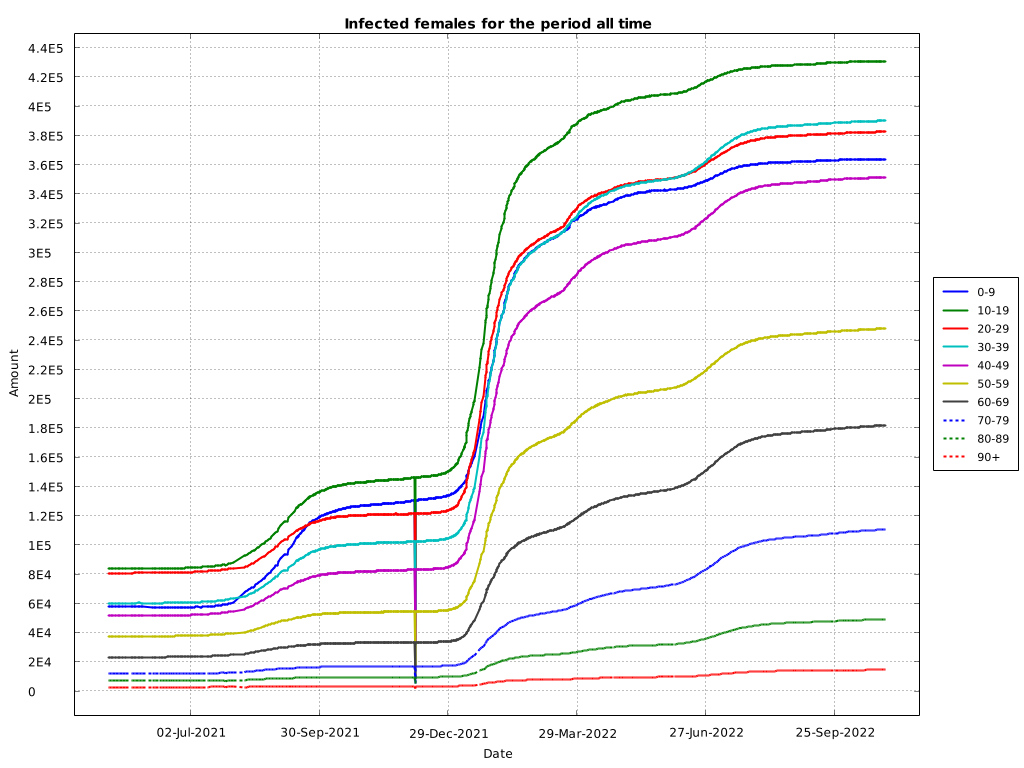 Infected females for the period all time
4.4E5
4.2E5
4E5
3.8E5
3.6E5
3.4E5
3.2E5
3E5
2.8E5
2.6E5
2.4E5
2.2E5
2E5
1.8E5
1.6E5
1.4E5
1.2E5
1E5
8E4
6E4
4E4
2E4
0
Amount
02-Jul-2021 30-Sep-2021 29-Dec-2021 29-Mar-2022 27-Jun-2022 25-Sep-2022
Date
0-9
10-19
20-29
30-39
40-49
50-59
60-69
70-79
80-89
90+